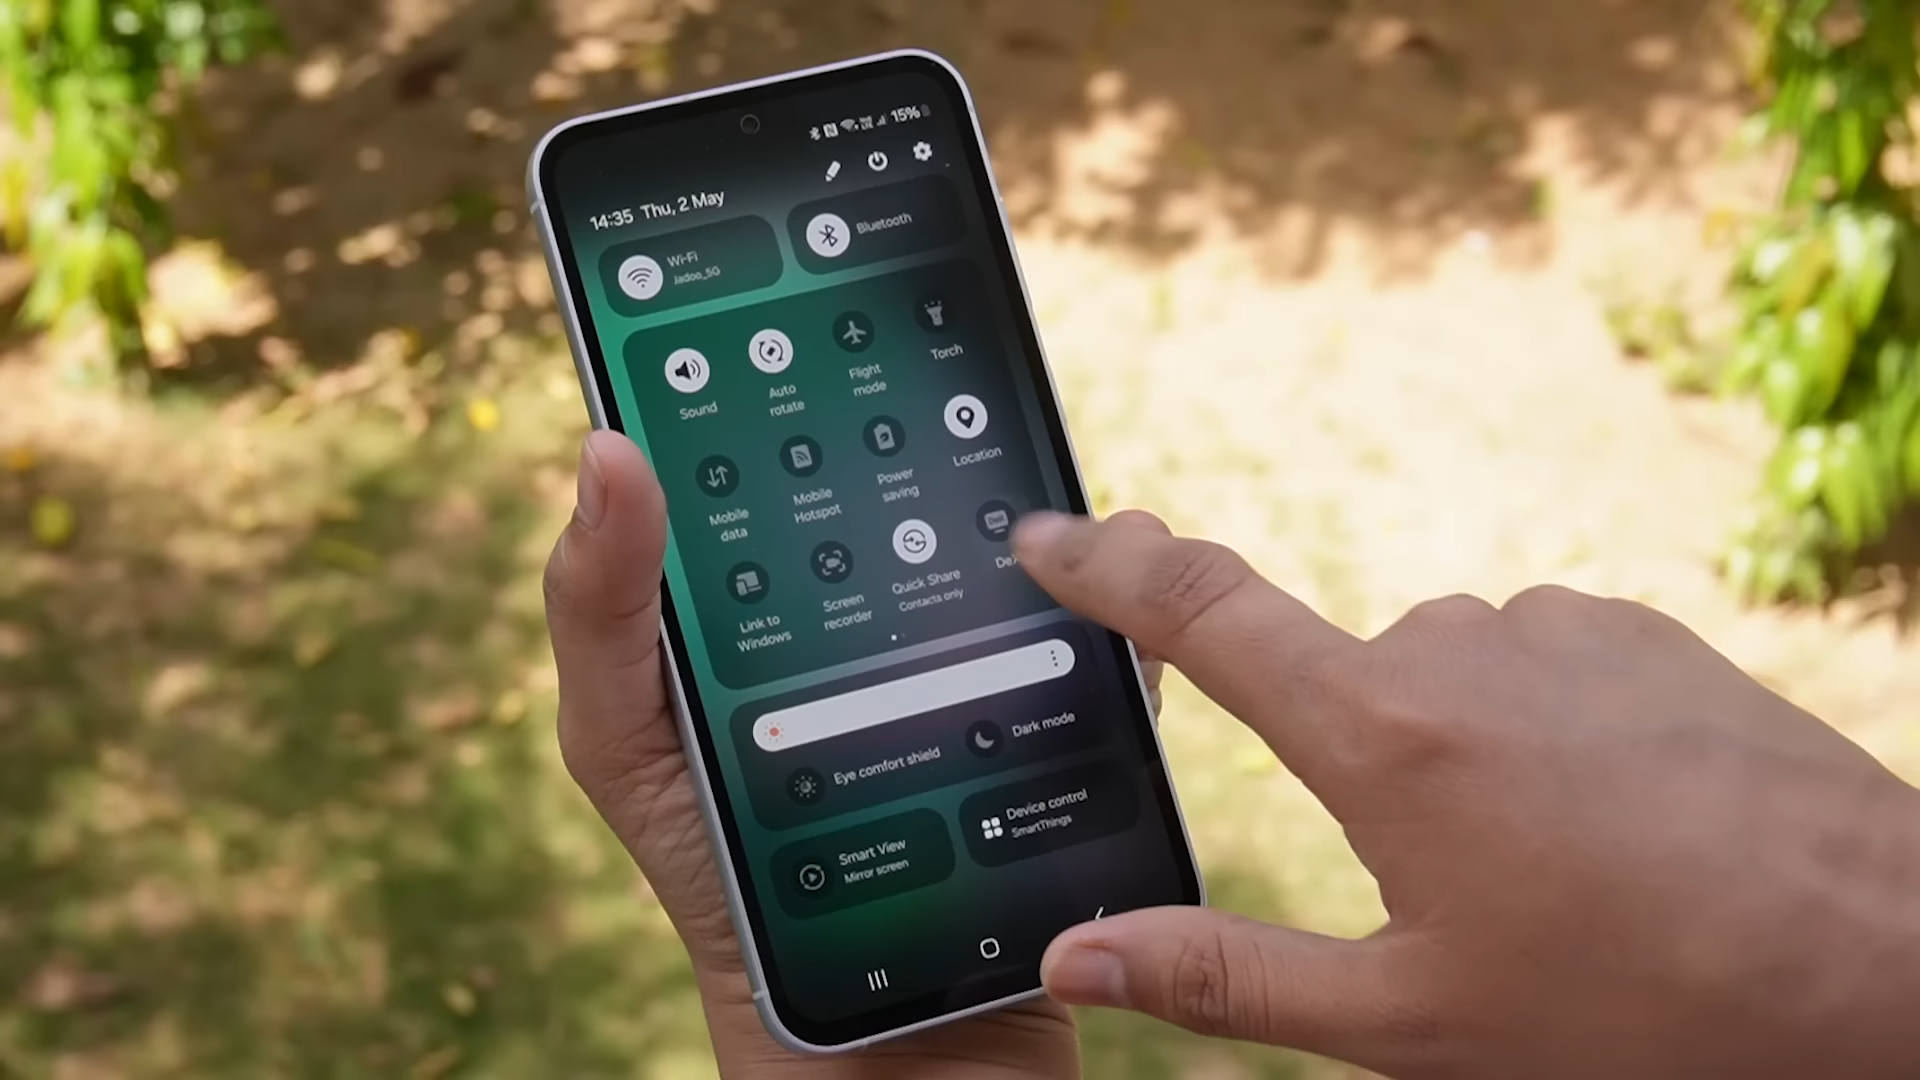 15%
14:35 Thu, 2 May
Wi-Fi
Jadoo_5G
Bluetooth
Sound
Auto
rotate
Flight
mode
Torch
Mobile
data
Mobile
Hotspot
Power
saving
Location
Link to
Windows
Screen
recorder
Quick Share
Contacts only
DeX
Eye comfort shield
Dark mode
Smart View
Mirror screen
Device control
SmartThings